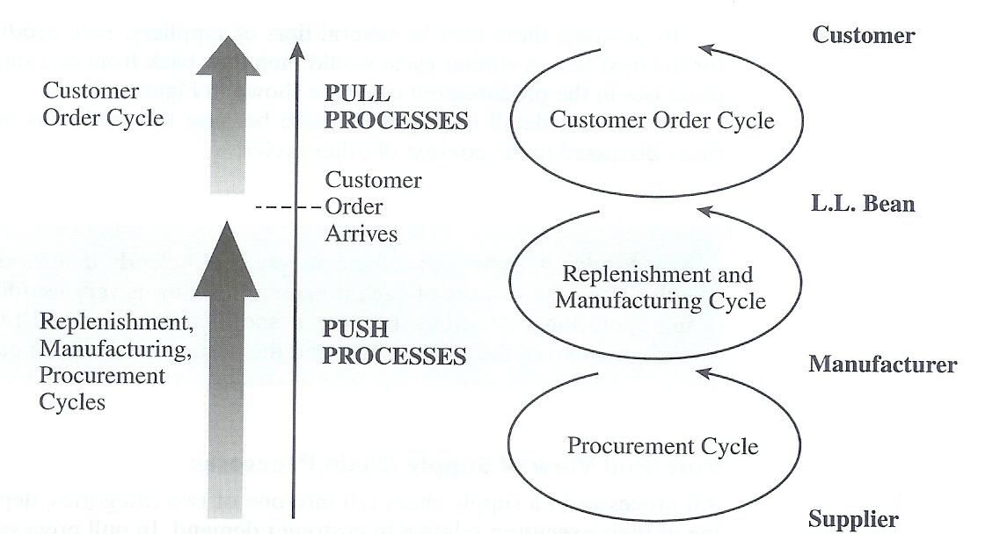 Customer
Order Cycle
PULL
PROCESSES
Customer
Order
Arrives
Replenishment,
Manufacturing,
Procurement
Cycles
PUSH
PROCESSES
Customer
Customer Order Cycle
L.L. Bean
Replenishment and
Manufacturing Cycle
Manufacturer
Procurement Cycle
Supplier